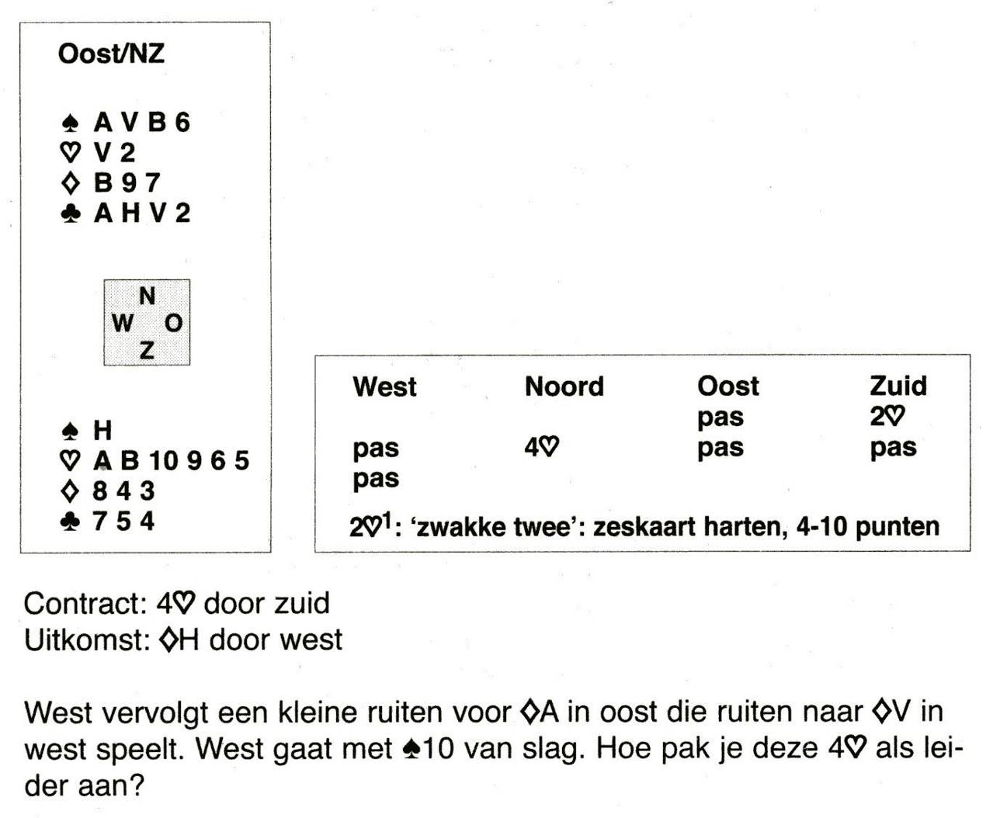 Oost/NZ
♠ A V B 6
♡ V 2
♢ B 9 7
♣ A H V 2
N
W O
Z
♠ H
♡ A B 10 9 6 5
♢ 8 4 3
♣ 7 5 4
West Noord Oost Zuid
pas 2♡
pas 4♡ pas pas
pas
2♡¹: ‘zwakke twee’: zeskaart harten, 4-10 punten
Contract: 4♡ door zuid
Uitkomst: ♢H door west
West vervolgt een kleine ruiten voor ♢A in oost die ruiten naar ♢V in
west speelt. West gaat met ♠10 van slag. Hoe pak je deze 4♡ als lei-
der aan?